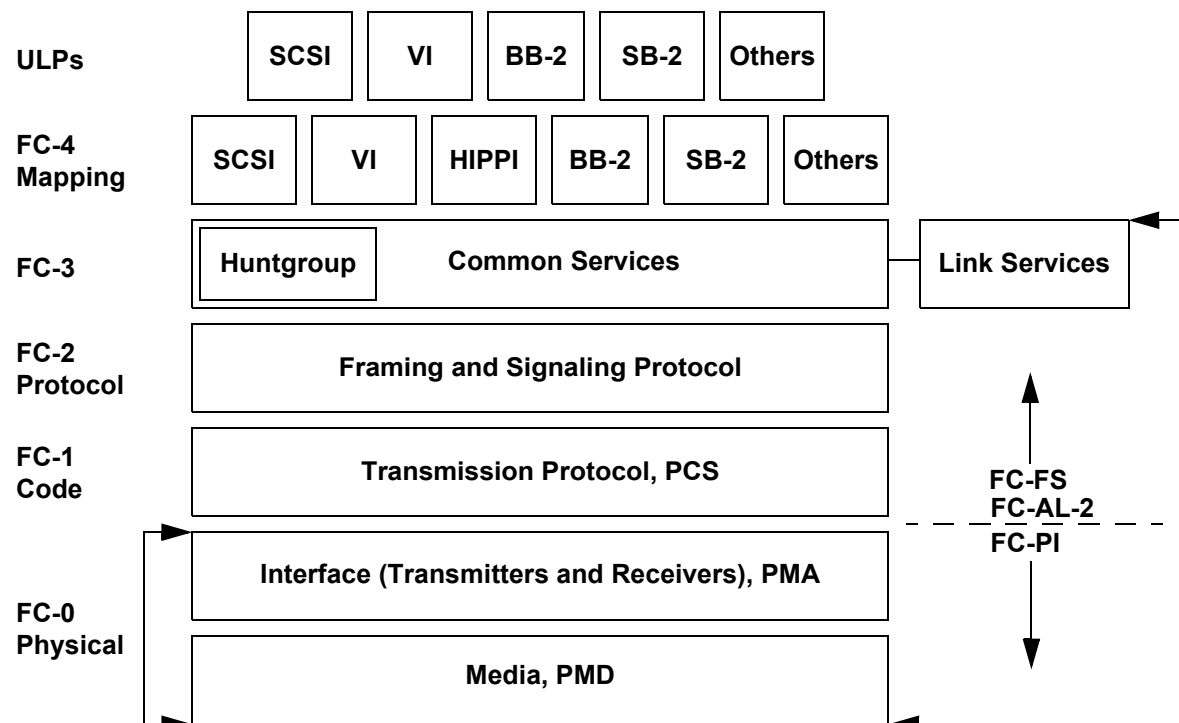 ULPs
SCSI
VI
BB-2
SB-2
Others
FC-4
Mapping
SCSI
VI
HIPPI
BB-2
SB-2
Others
FC-3
Huntgroup
Common Services
Link Services
FC-2
Protocol
Framing and Signaling Protocol
FC-1
Code
Transmission Protocol, PCS
FC-FS
FC-AL-2
FC-PI
Interface (Transmitters and Receivers), PMA
FC-0
Physical
Media, PMD